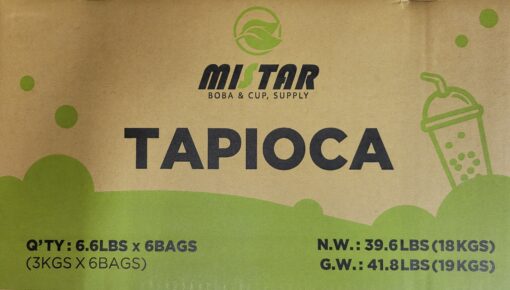 MISTAR
BOBA & CUP, SUPPLY
TAPIOCA
Q'TY : 6.6LBS x 6BAGS
(3KGS X 6BAGS)
N.W. : 39.6LBS (18KGS)
G.W. : 41.8LBS (19KGS)